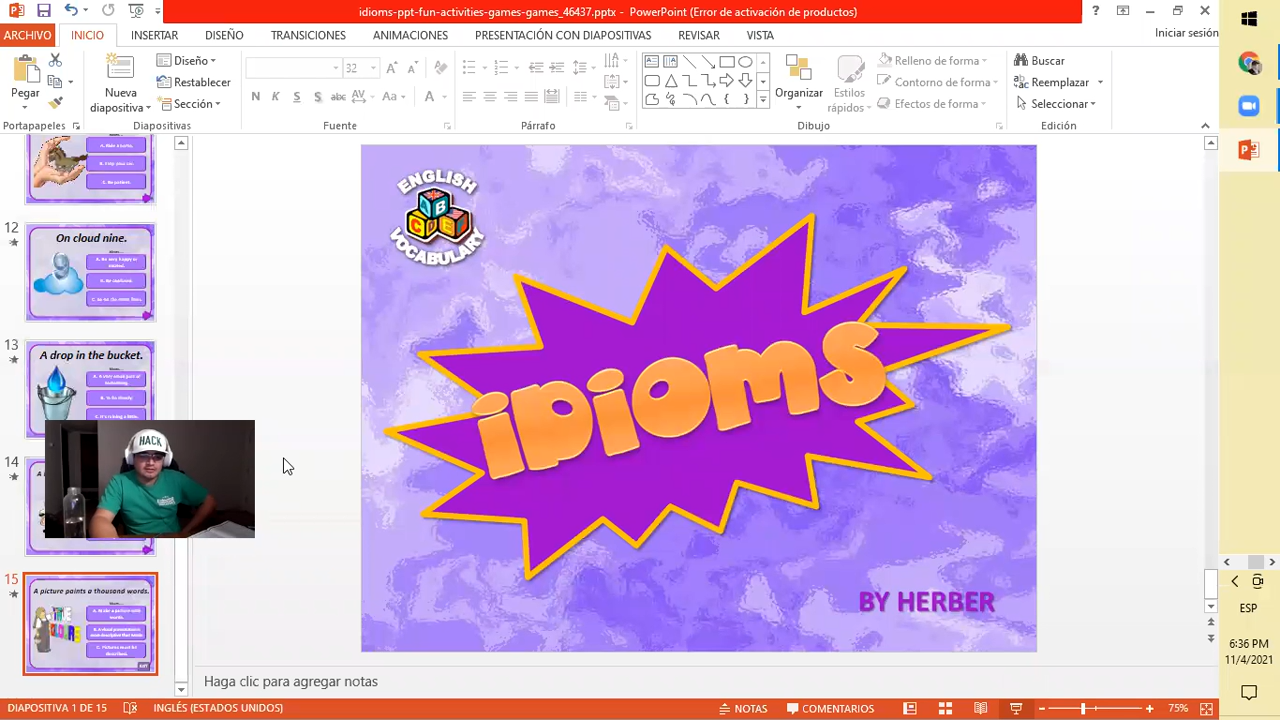 idioms-ppt-fun-activities-games-games_46437.pptx - PowerPoint (Error de activación de productos)
ARCHIVO INICIO INSERTAR DISEÑO TRANSICIONES ANIMACIONES PRESENTACIÓN CON DIAPOSITIVAS REVISAR VISTA Iniciar sesión
Pegar
Nueva diapositiva
Diseño
Restablecer
Sección
32
N K S S abc AV Aa A
Organizar
Estilos rápidos
Relleno de forma
Contorno de forma
Efectos de forma
Buscar
Reemplazar
Seleccionar
Portapapeles Diapositivas Fuente Párrafo Dibujo Edición
12
On cloud nine.
13
A drop in the bucket.
14
HACK
15
A picture paints a thousand words.
ENGLISH
A B
C D E
VOCABULARY
iDioms
BY HERBER
Haga clic para agregar notas
DIAPOSITIVA 1 DE 15 INGLÉS (ESTADOS UNIDOS) NOTAS COMENTARIOS 75%
ESP
6:36 PM
11/4/2021